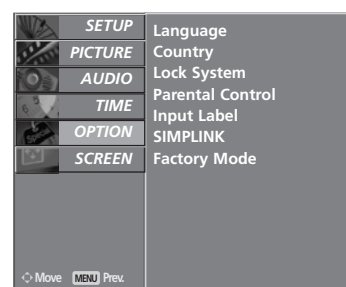 SETUP
PICTURE
AUDIO
TIME
OPTION
SCREEN
Language
Country
Lock System
Parental Control
Input Label
SIMPLINK
Factory Mode
Move MENU Prev.